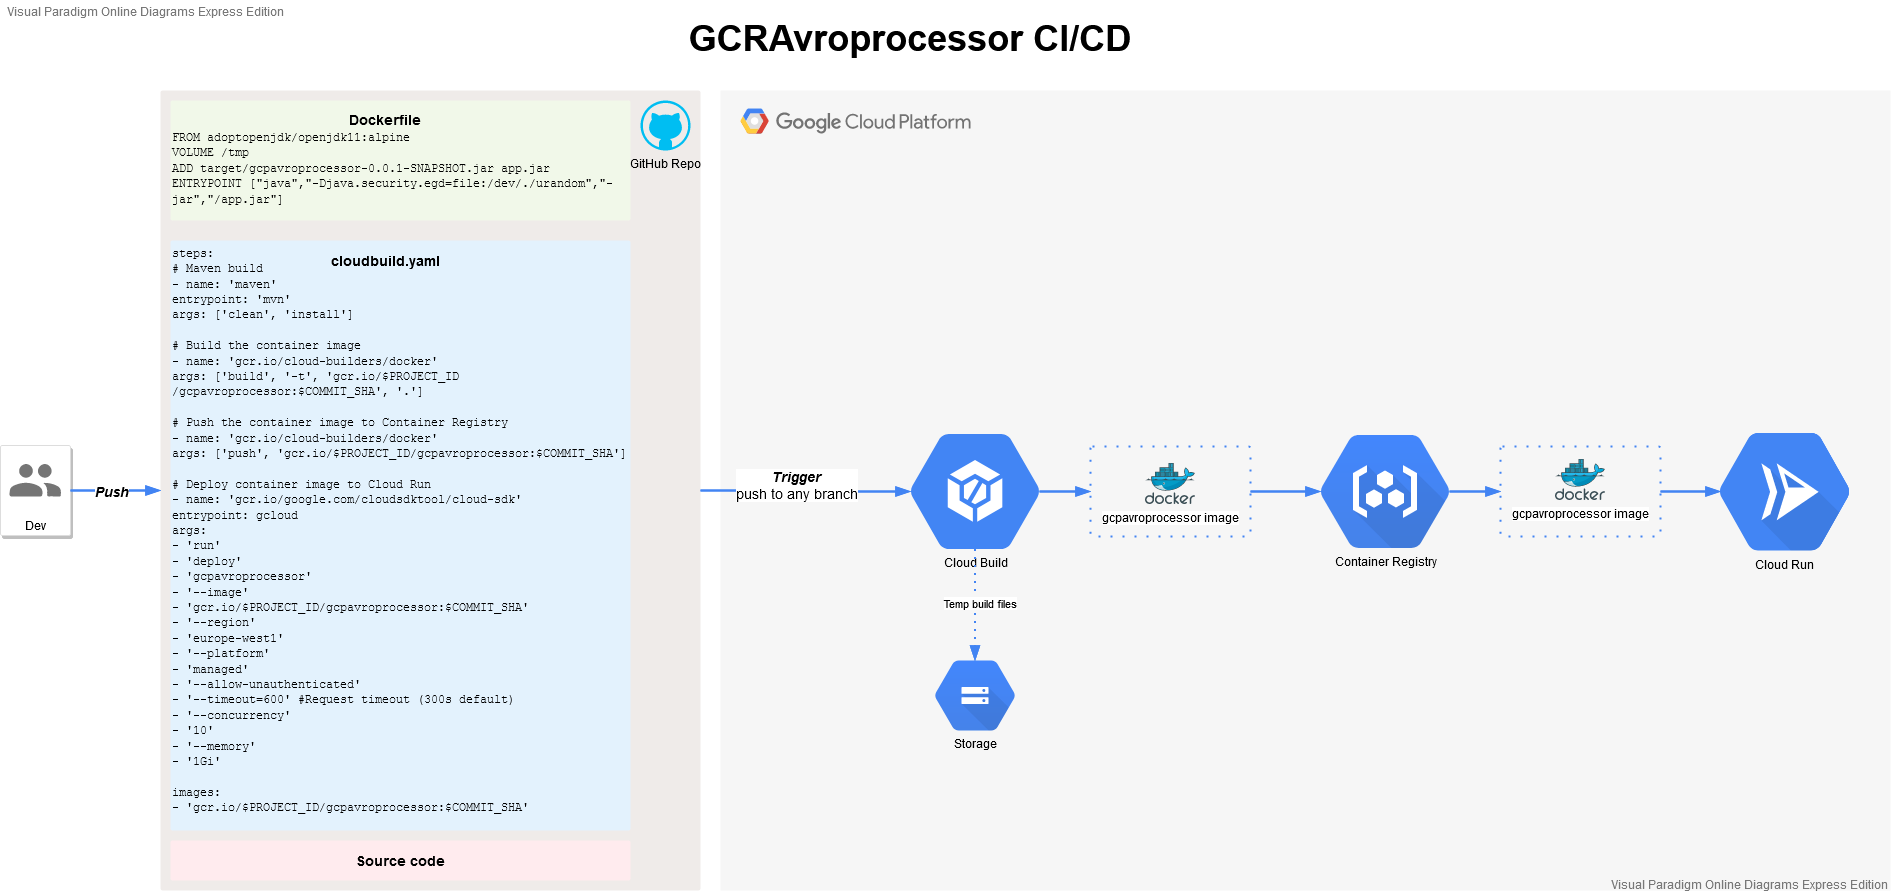 Visual Paradigm Online Diagrams Express Edition
GCRAvroprocessor CI/CD
Dockerfile
FROM adoptopenjdk/openjdk11:alpine
VOLUME /tmp
ADD target/gcpavroprocessor-0.0.1-SNAPSHOT.jar app.jar
ENTRYPOINT ["java","-Djava.security.egd=file:/dev/./urandom","-
jar","/app.jar"]
GitHub Repo
cloudbuild.yaml
steps:
# Maven build
- name: 'maven'
entrypoint: 'mvn'
args: ['clean', 'install']
# Build the container image
- name: 'gcr.io/cloud-builders/docker'
args: ['build', '-t', 'gcr.io/$PROJECT_ID
/gcpavroprocessor:$COMMIT_SHA', '.']
# Push the container image to Container Registry
- name: 'gcr.io/cloud-builders/docker'
args: ['push', 'gcr.io/$PROJECT_ID/gcpavroprocessor:$COMMIT_SHA']
# Deploy container image to Cloud Run
- name: 'gcr.io/google.com/cloudsdktool/cloud-sdk'
entrypoint: gcloud
args:
- 'run'
- 'deploy'
- 'gcpavroprocessor'
- '--image'
- 'gcr.io/$PROJECT_ID/gcpavroprocessor:$COMMIT_SHA'
- '--region'
- 'europe-west1'
- '--platform'
- 'managed'
- '--allow-unauthenticated'
- '--timeout=600' #Request timeout (300s default)
- '--concurrency'
- '10'
- '--memory'
- '1Gi'
images:
- 'gcr.io/$PROJECT_ID/gcpavroprocessor:$COMMIT_SHA'
Source code
Dev
Push
Google Cloud Platform
Trigger
push to any branch
Cloud Build
docker
gcpavroprocessor image
Container Registry
docker
gcpavroprocessor image
Cloud Run
Temp build files
Storage
Visual Paradigm Online Diagrams Express Edition